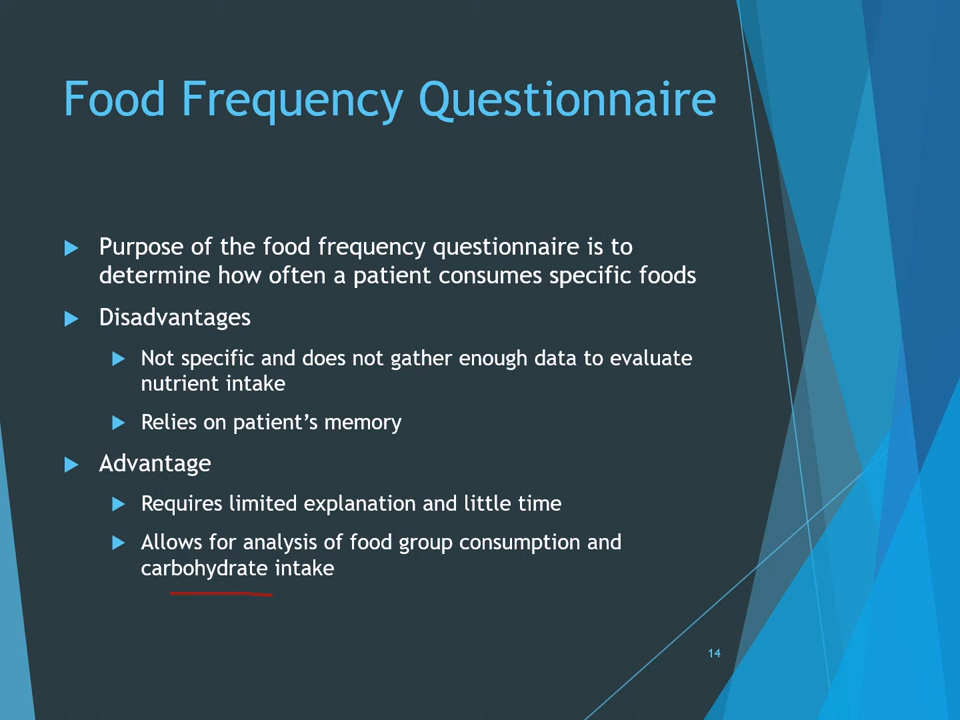 Food Frequency Questionnaire
Purpose of the food frequency questionnaire is to
determine how often a patient consumes specific foods
Disadvantages
Not specific and does not gather enough data to evaluate
nutrient intake
Relies on patient’s memory
Advantage
Requires limited explanation and little time
Allows for analysis of food group consumption and
carbohydrate intake
14